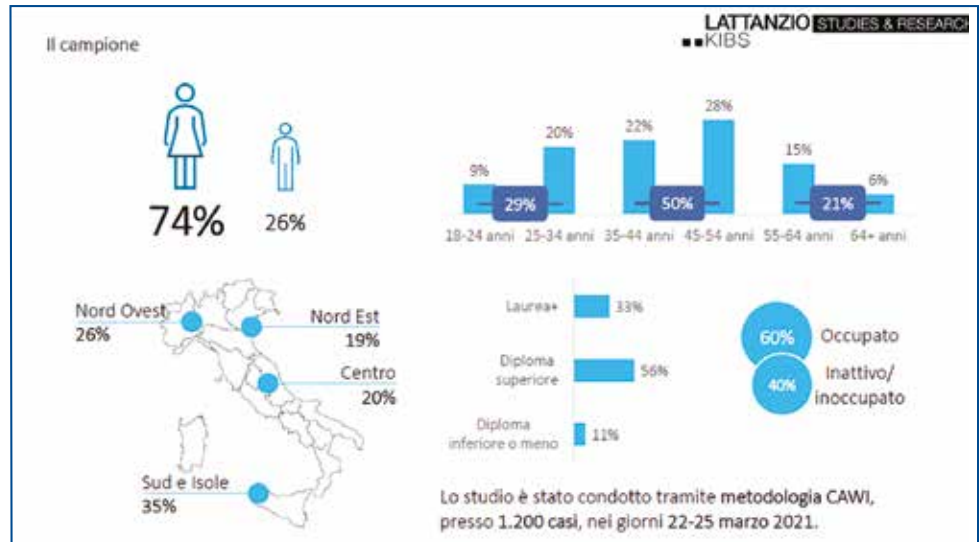 LATTANZIO STUDIES & RESEARCH
KIBS
Il campione
74%
26%
9%
20%
22%
28%
15%
6%
29%
50%
21%
18-24 anni
25-34 anni
35-44 anni
45-54 anni
55-64 anni
64+ anni
Nord Ovest
26%
Nord Est
19%
Centro
20%
Sud e Isole
35%
Laurea+
33%
Diploma
superiore
56%
Diploma
inferiore o meno
11%
60%
Occupato
40%
Inattivo/
inoccupato
Lo studio è stato condotto tramite metodologia CAWI,
presso 1.200 casi, nei giorni 22-25 marzo 2021.